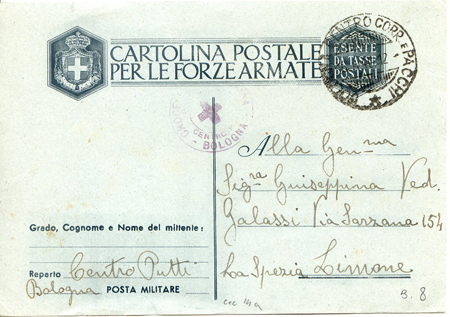 CARTOLINA POSTALE
PER LE FORZE ARMATE
ESENTE
DA TASSE
POSTALI
CENTRO CORR. E PACCHI
CENTRO
BOLOGNA
Alla Gen.ma
Sig.ra Guiseppina Ved.
Galassi Via Sarzana 154
La Spezia Limone
Grado, Cognome e Nome del mittente:
Reparto Centro Putti
Bologna POSTA MILITARE
B. 8